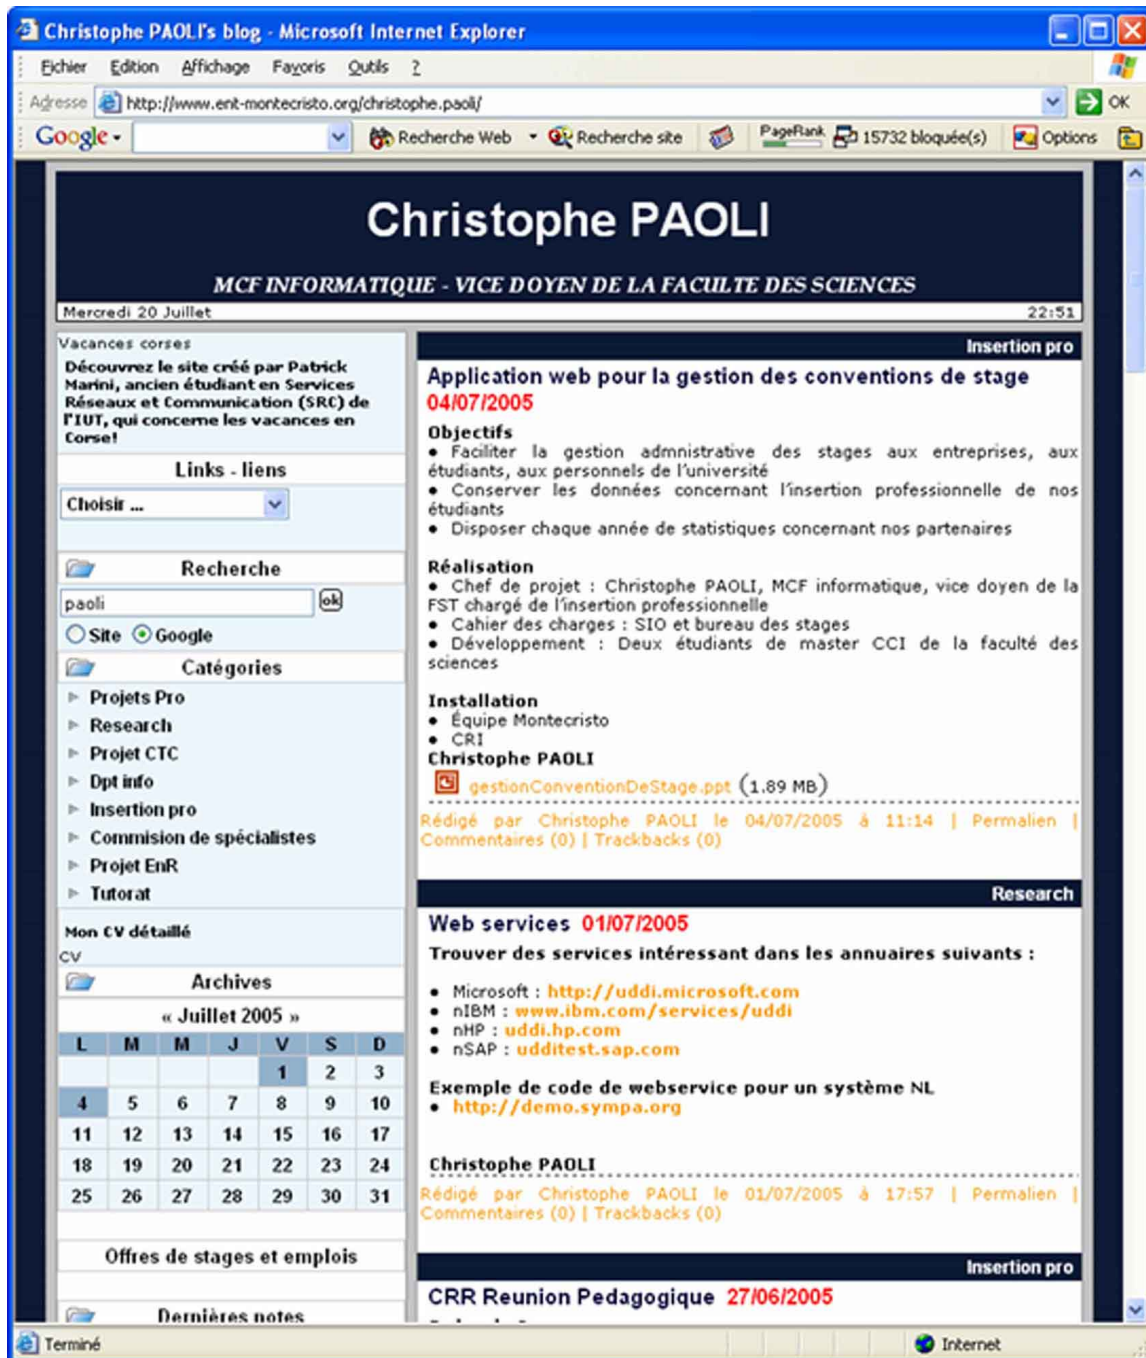 Christophe PAOLI's blog - Microsoft Internet Explorer
Fichier Edition Affichage Favoris Outils ?
Adresse http://www.ent-montecristo.org/christophe.paoli/ OK
Google Recherche Web Recherche site PageRank 15732 bloquée(s) Options
Christophe PAOLI
MCF INFORMATIQUE - VICE DOYEN DE LA FACULTE DES SCIENCES
Mercredi 20 Juillet 22:51
Vacances corses
Découvrez le site créé par Patrick
Marini, ancien étudiant en Services
Réseaux et Communication (SRC) de
l'IUT, qui concerne les vacances en
Corse!
Links - liens
Choisir ...
Recherche
paoli ok
Site Google
Catégories
Projets Pro
Research
Projet CTC
Dpt info
Insertion pro
Commision de spécialistes
Projet EnR
Tutorat
Mon CV détaillé
CV
Archives
« Juillet 2005 »
L M M J V S D
1 2 3
4 5 6 7 8 9 10
11 12 13 14 15 16 17
18 19 20 21 22 23 24
25 26 27 28 29 30 31
Offres de stages et emplois
Dernières notes
Insertion pro
Application web pour la gestion des conventions de stage
04/07/2005
Objectifs
• Faciliter la gestion admnistrative des stages aux entreprises, aux
étudiants, aux personnels de l'université
• Conserver les données concernant l'insertion professionnelle de nos
étudiants
• Disposer chaque année de statistiques concernant nos partenaires
Réalisation
• Chef de projet : Christophe PAOLI, MCF informatique, vice doyen de la
FST chargé de l'insertion professionnelle
• Cahier des charges : SIO et bureau des stages
• Développement : Deux étudiants de master CCI de la faculté des
sciences
Installation
• Équipe Montecristo
• CRI
Christophe PAOLI
gestionConventionDeStage.ppt (1.89 MB)
Rédigé par Christophe PAOLI le 04/07/2005 à 11:14 | Permalien |
Commentaires (0) | Trackbacks (0)
Research
Web services 01/07/2005
Trouver des services intéressant dans les annuaires suivants :
• Microsoft : http://uddi.microsoft.com
• nIBM : www.ibm.com/services/uddi
• nHP : uddi.hp.com
• nSAP : udditest.sap.com
Exemple de code de webservice pour un système NL
• http://demo.sympa.org
Christophe PAOLI
Rédigé par Christophe PAOLI le 01/07/2005 à 17:57 | Permalien |
Commentaires (0) | Trackbacks (0)
Insertion pro
CRR Reunion Pedagogique 27/06/2005
Terminé Internet